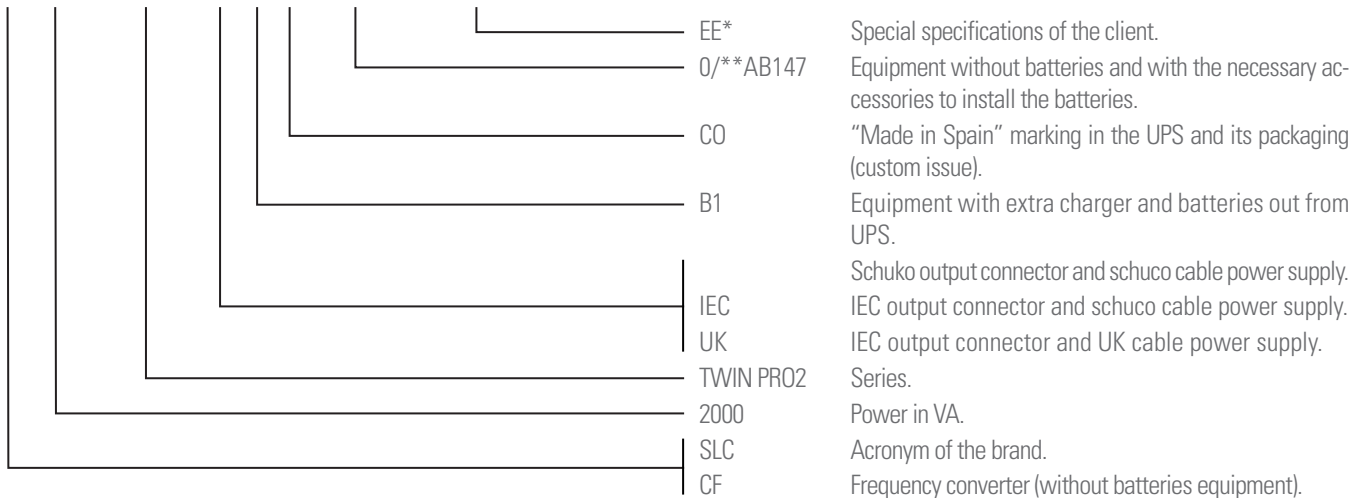 EE* Special specifications of the client.
0/**AB147 Equipment without batteries and with the necessary ac-
cessories to install the batteries.
CO “Made in Spain” marking in the UPS and its packaging
(custom issue).
B1 Equipment with extra charger and batteries out from
UPS.
Schuko output connector and schuco cable power supply.
IEC IEC output connector and schuco cable power supply.
UK IEC output connector and UK cable power supply.
TWIN PRO2 Series.
2000 Power in VA.
SLC Acronym of the brand.
CF Frequency converter (without batteries equipment).